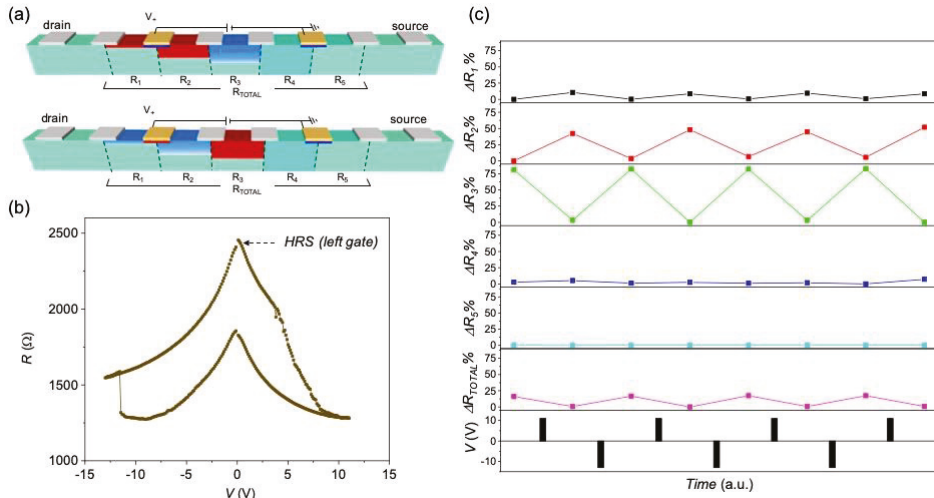 (a)
drain
V+
source
R1 R2 R3 R4 R5
RTOTAL
drain
V+
source
R1 R2 R3 R4 R5
RTOTAL
(b)
2500
2000
1500
1000
R (Ω)
HRS (left gate)
-15 -10 -5 0 5 10 15
V (V)
(c)
ΔR1%
75
50
25
0
ΔR2%
75
50
25
0
ΔR3%
75
50
25
0
ΔR4%
75
50
25
0
ΔR5%
75
50
25
0
ΔRTOTAL%
75
50
25
0
V (V)
10
0
-10
Time (a.u.)